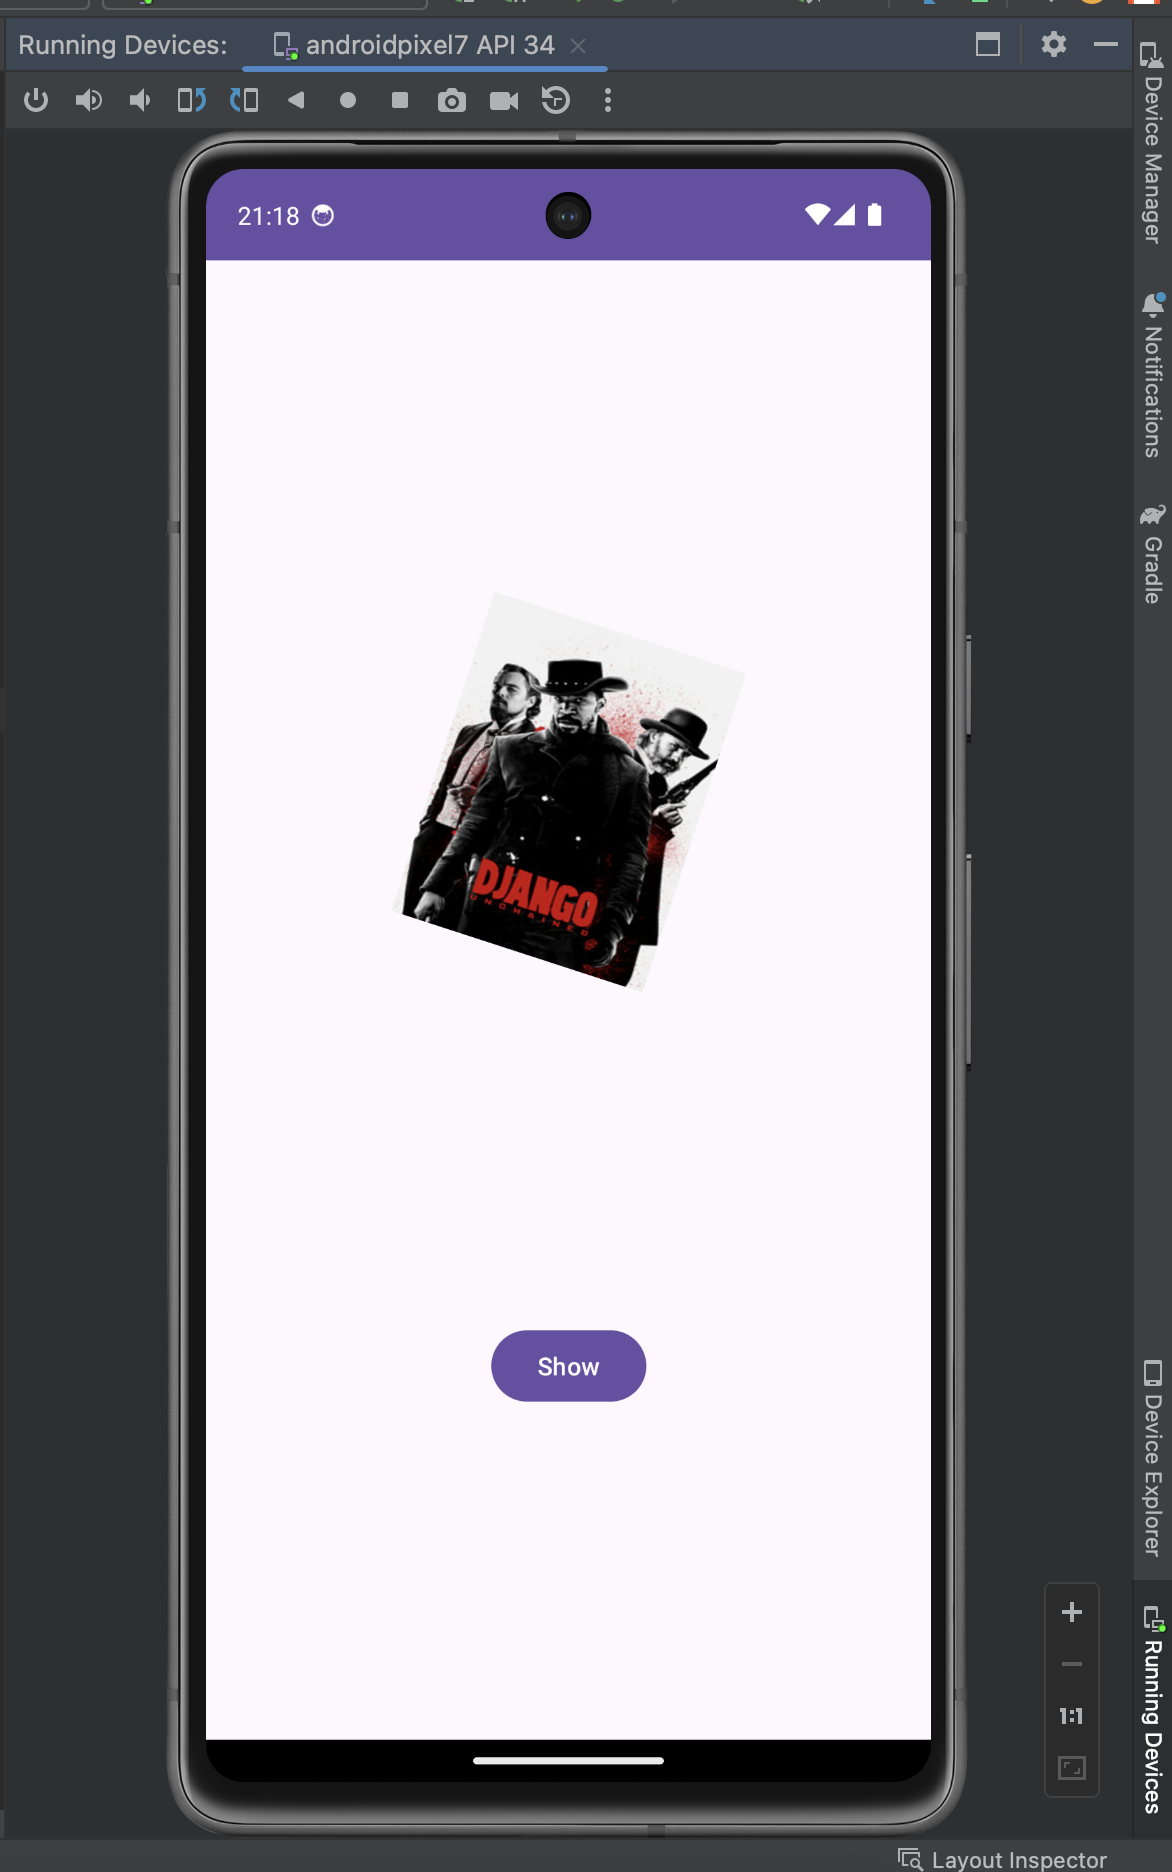 Running Devices:
androidpixel7 API 34
21:18
DJANGO
UNCHAINED
Show
Device Manager
Notifications
Gradle
Device Explorer
1:1
Running Devices
Layout Inspector